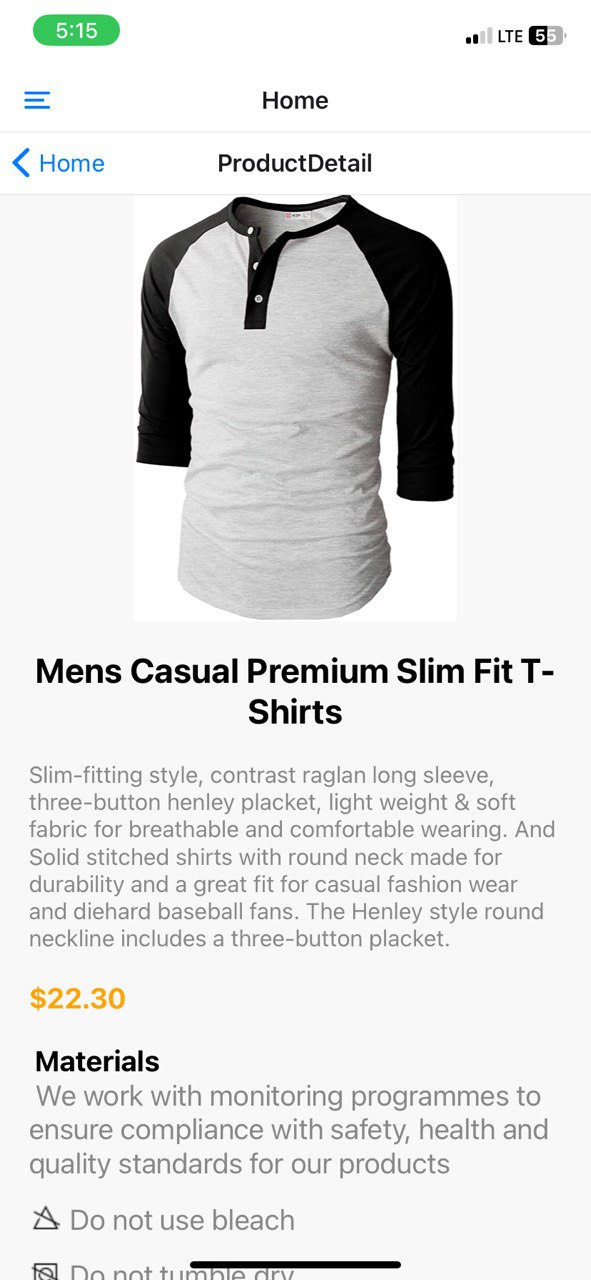 5:15
LTE 55
Home
Home
ProductDetail
Mens Casual Premium Slim Fit T-
Shirts
Slim-fitting style, contrast raglan long sleeve,
three-button henley placket, light weight & soft
fabric for breathable and comfortable wearing. And
Solid stitched shirts with round neck made for
durability and a great fit for casual fashion wear
and diehard baseball fans. The Henley style round
neckline includes a three-button placket.
$22.30
Materials
We work with monitoring programmes to
ensure compliance with safety, health and
quality standards for our products
Do not use bleach
Do not tumble dry